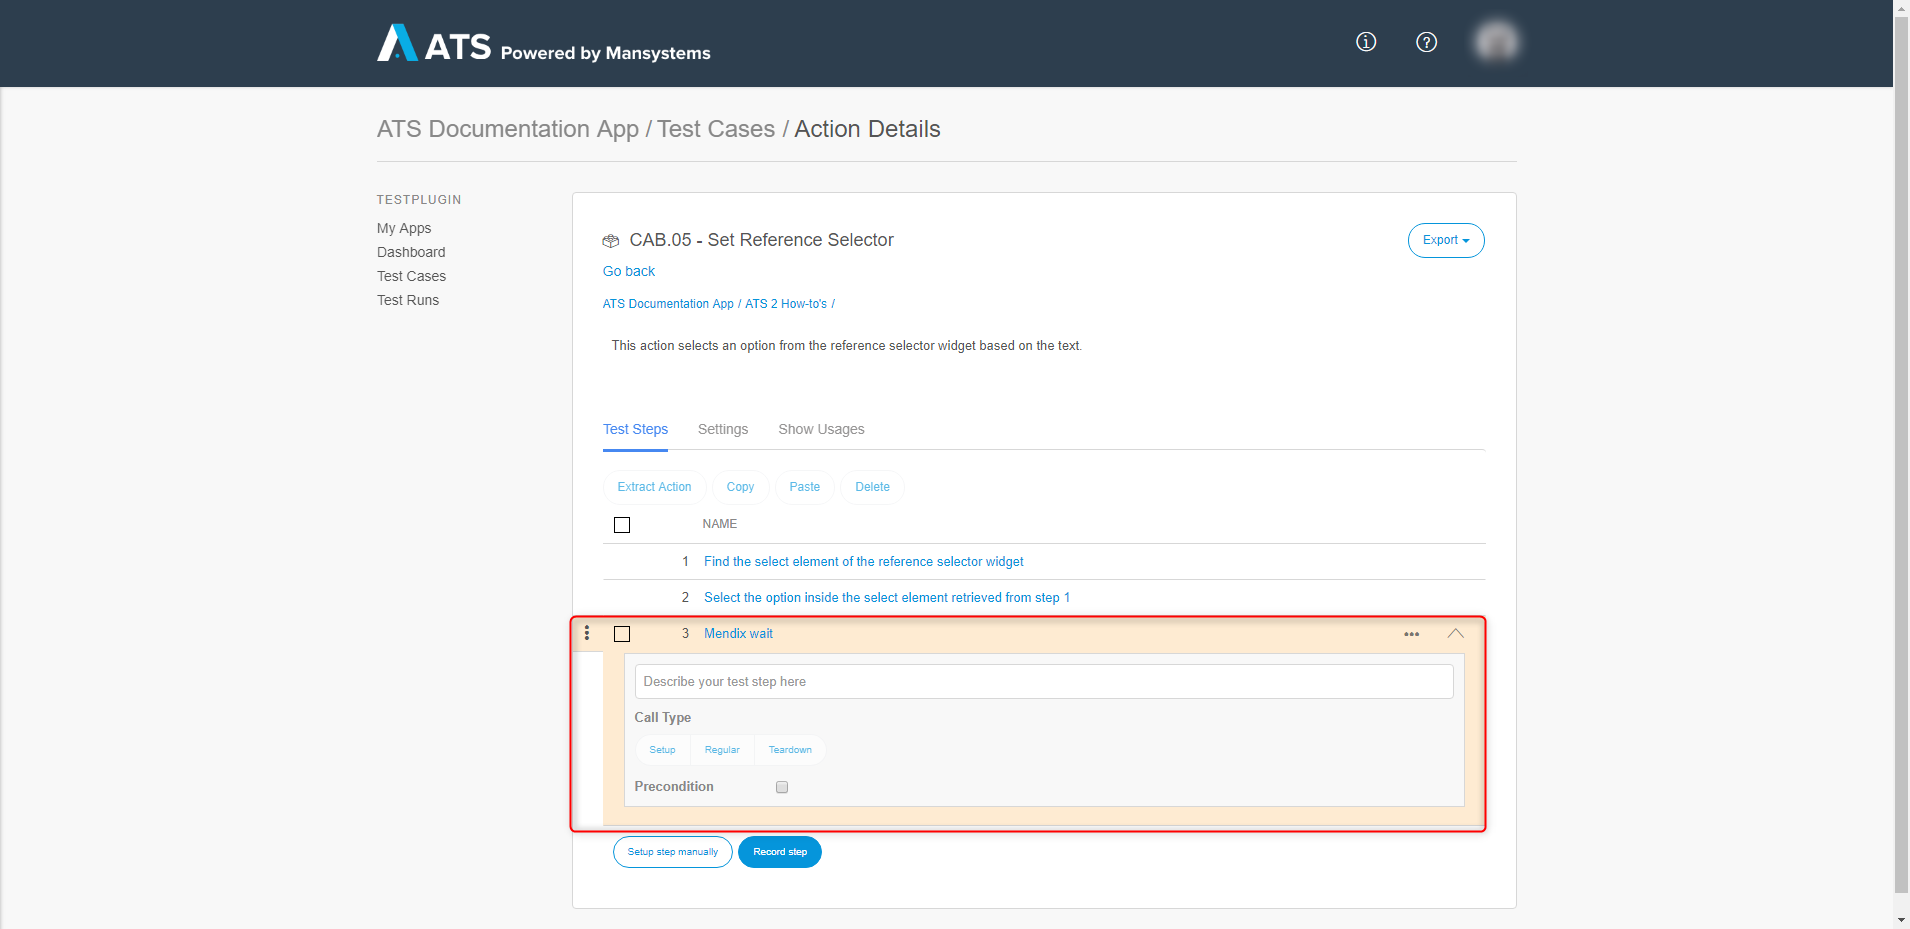 ATS Powered by Mansystems
ATS Documentation App / Test Cases / Action Details
TESTPLUGIN
My Apps
Dashboard
Test Cases
Test Runs
CAB.05 - Set Reference Selector
Export
Go back
ATS Documentation App / ATS 2 How-to's /
This action selects an option from the reference selector widget based on the text.
Test Steps Settings Show Usages
Extract Action Copy Paste Delete
NAME
1 Find the select element of the reference selector widget
2 Select the option inside the select element retrieved from step 1
3 Mendix wait
Describe your test step here
Call Type
Setup Regular Teardown
Precondition
Setup step manually Record step